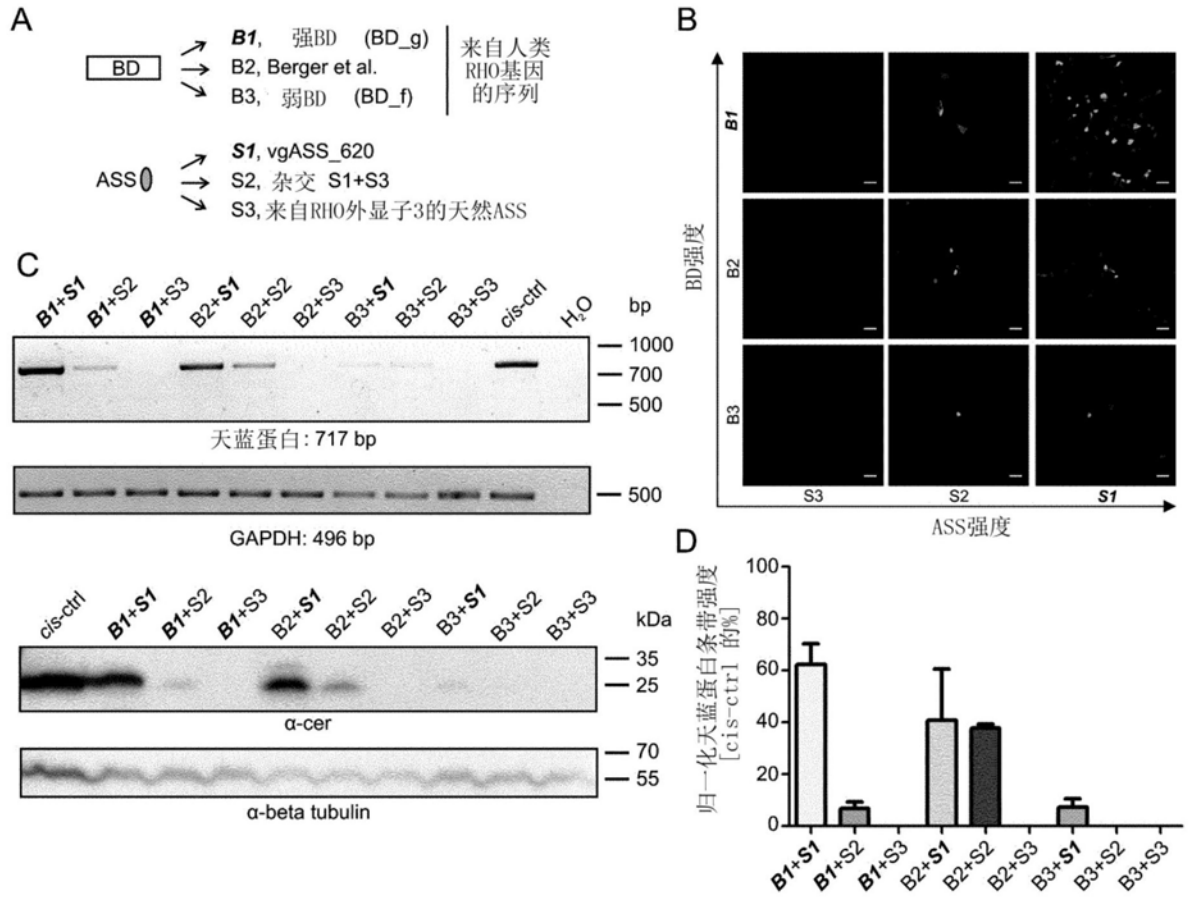 A
BD
B1, 强BD (BD_g)
B2, Berger et al.
B3, 弱BD (BD_f)
来自人类
RHO基因
的序列
ASS
S1, vgASS_620
S2, 杂交 S1+S3
S3, 来自RHO外显子3的天然ASS
B
BD强度
B1
B2
B3
S3
S2
S1
ASS强度
C
B1+S1
B1+S2
B1+S3
B2+S1
B2+S2
B2+S3
B3+S1
B3+S2
B3+S3
cis-ctrl
H2O
bp
1000
700
500
天蓝蛋白: 717 bp
500
GAPDH: 496 bp
cis-ctrl
B1+S1
B1+S2
B1+S3
B2+S1
B2+S2
B2+S3
B3+S1
B3+S2
B3+S3
kDa
35
25
α-cer
70
55
α-beta tubulin
D
归一化天蓝蛋白条带强度
[cis-ctrl 的%]
100
80
60
40
20
0
B1+S1
B1+S2
B1+S3
B2+S1
B2+S2
B2+S3
B3+S1
B3+S2
B3+S3